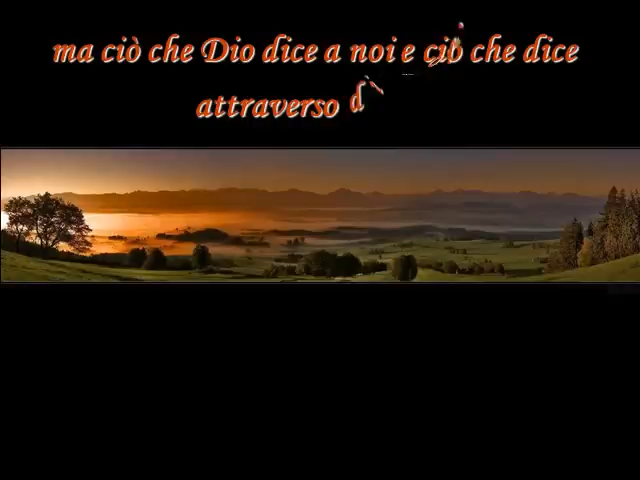 ma ciò che Dio dice a noi e ciò che dice
attraverso d